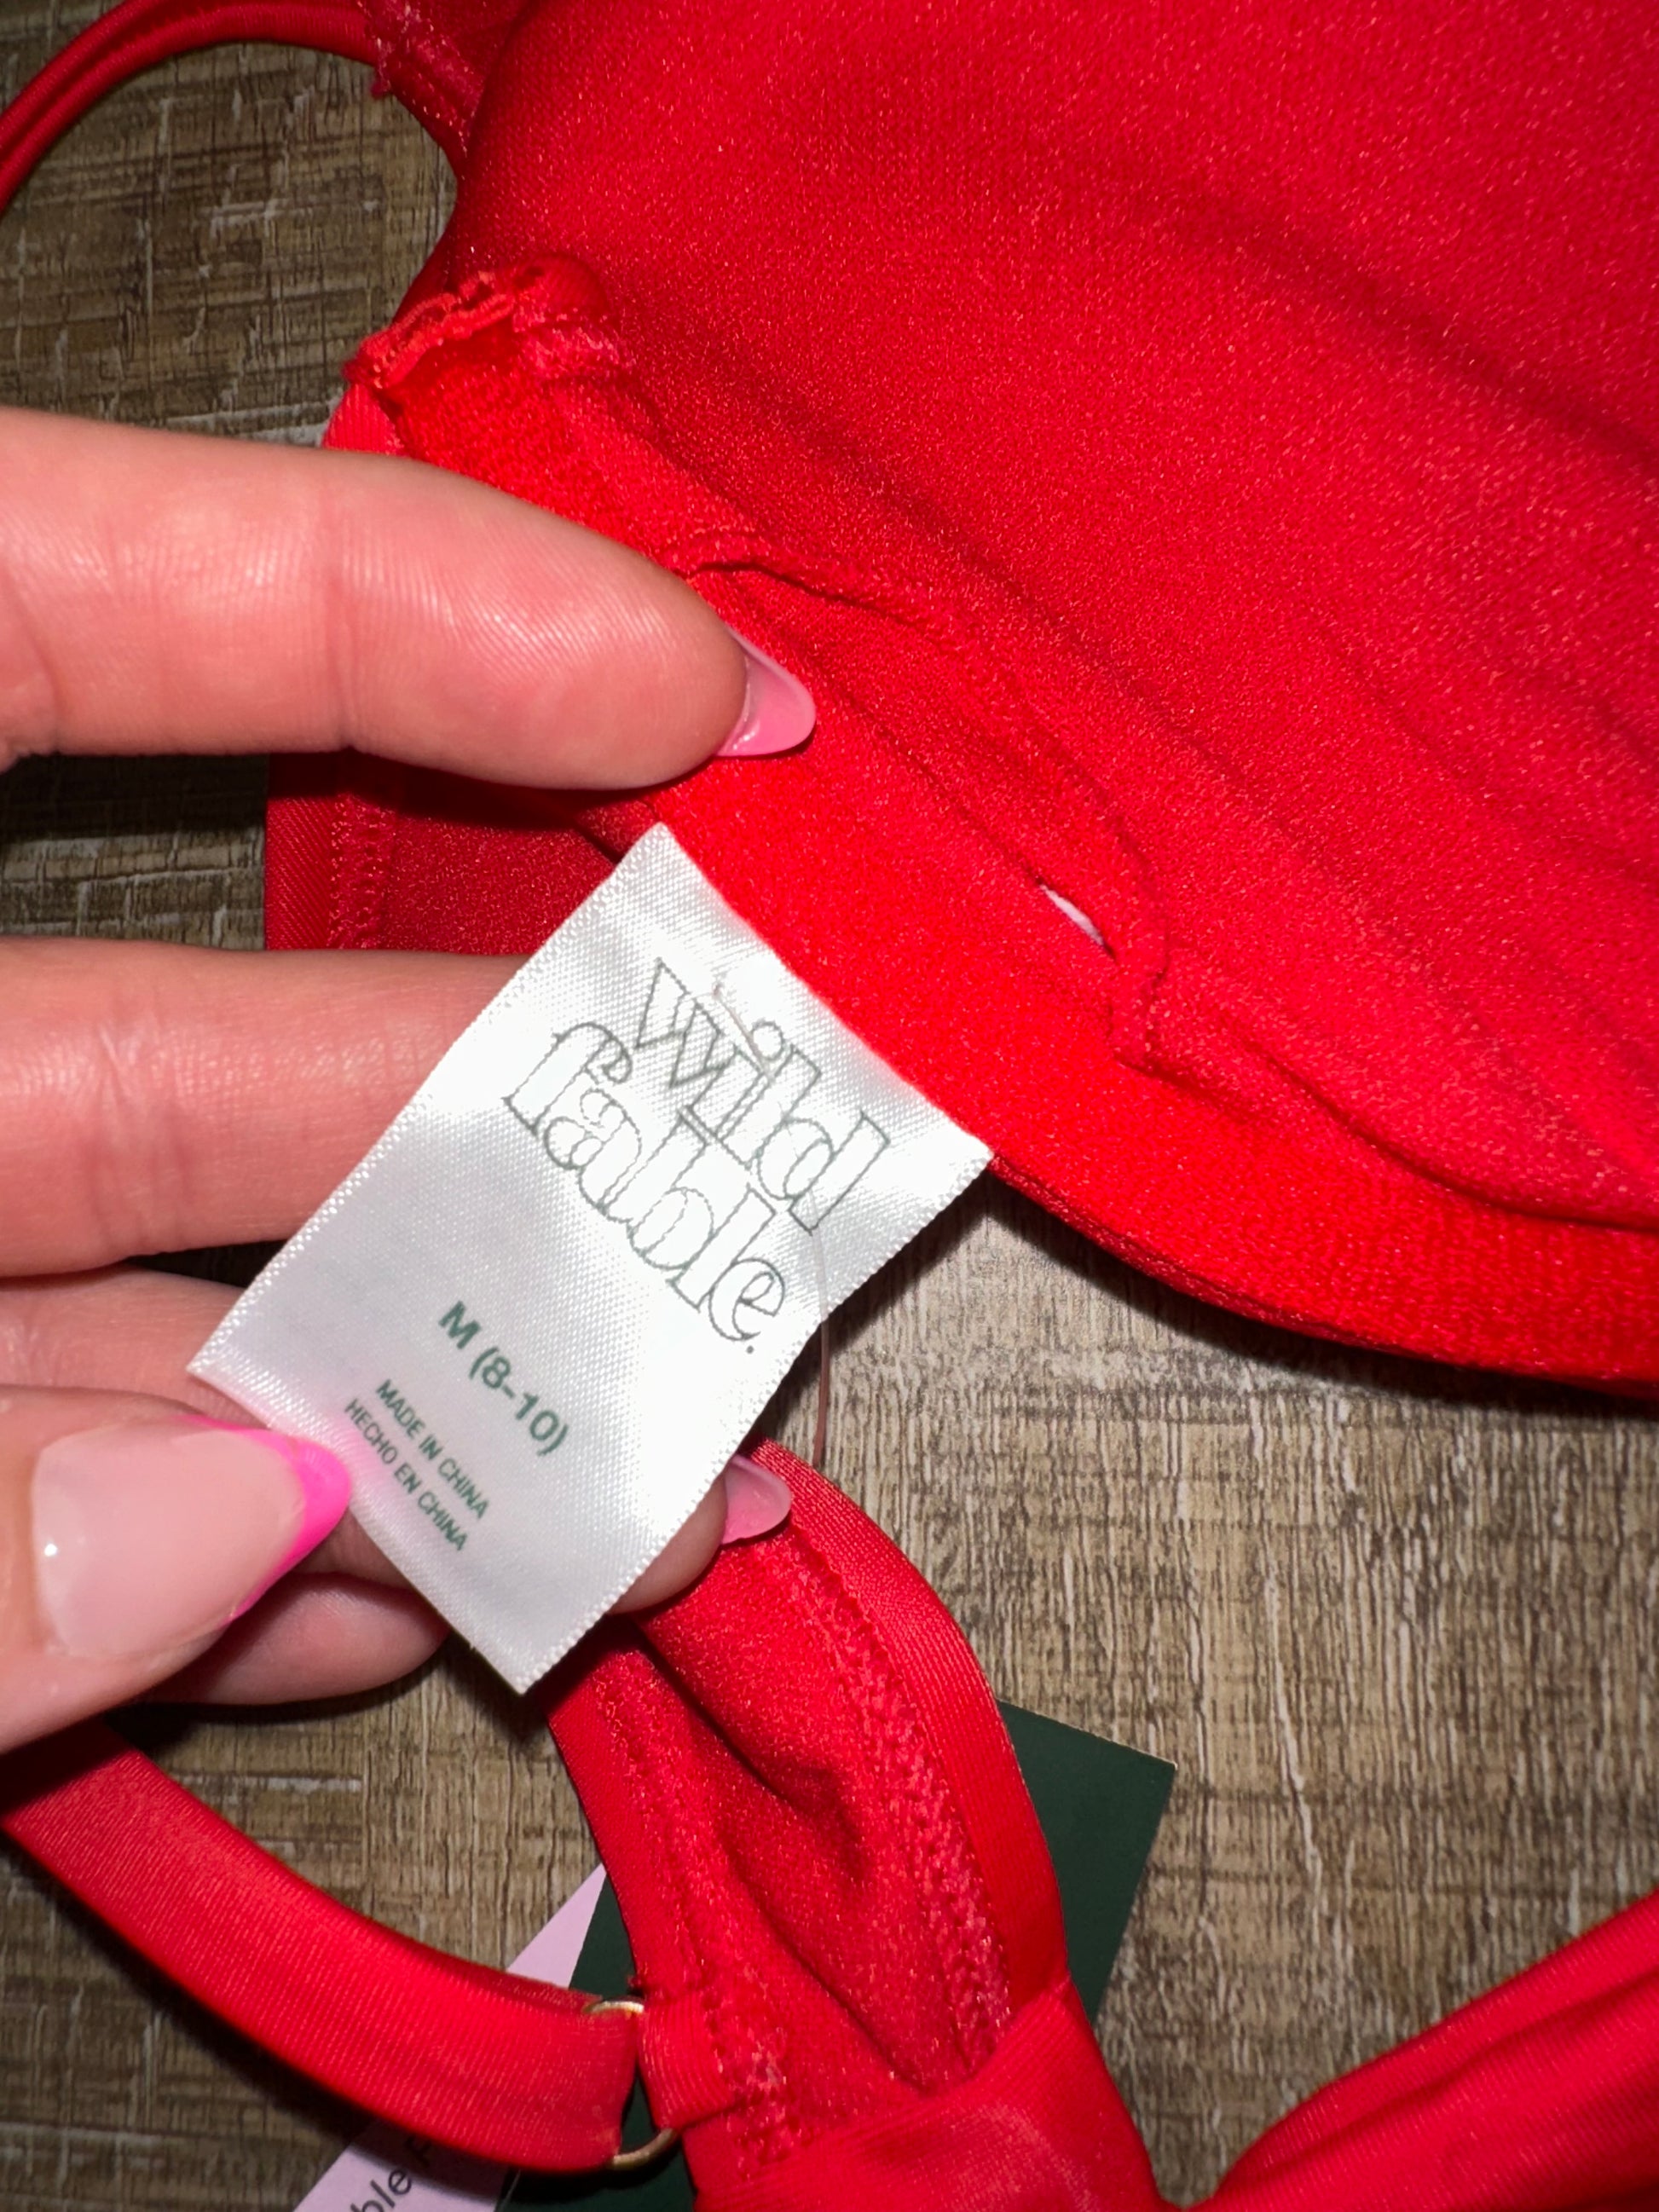 wild
fable.
M (8-10)
MADE IN CHINA
HECHO EN CHINA